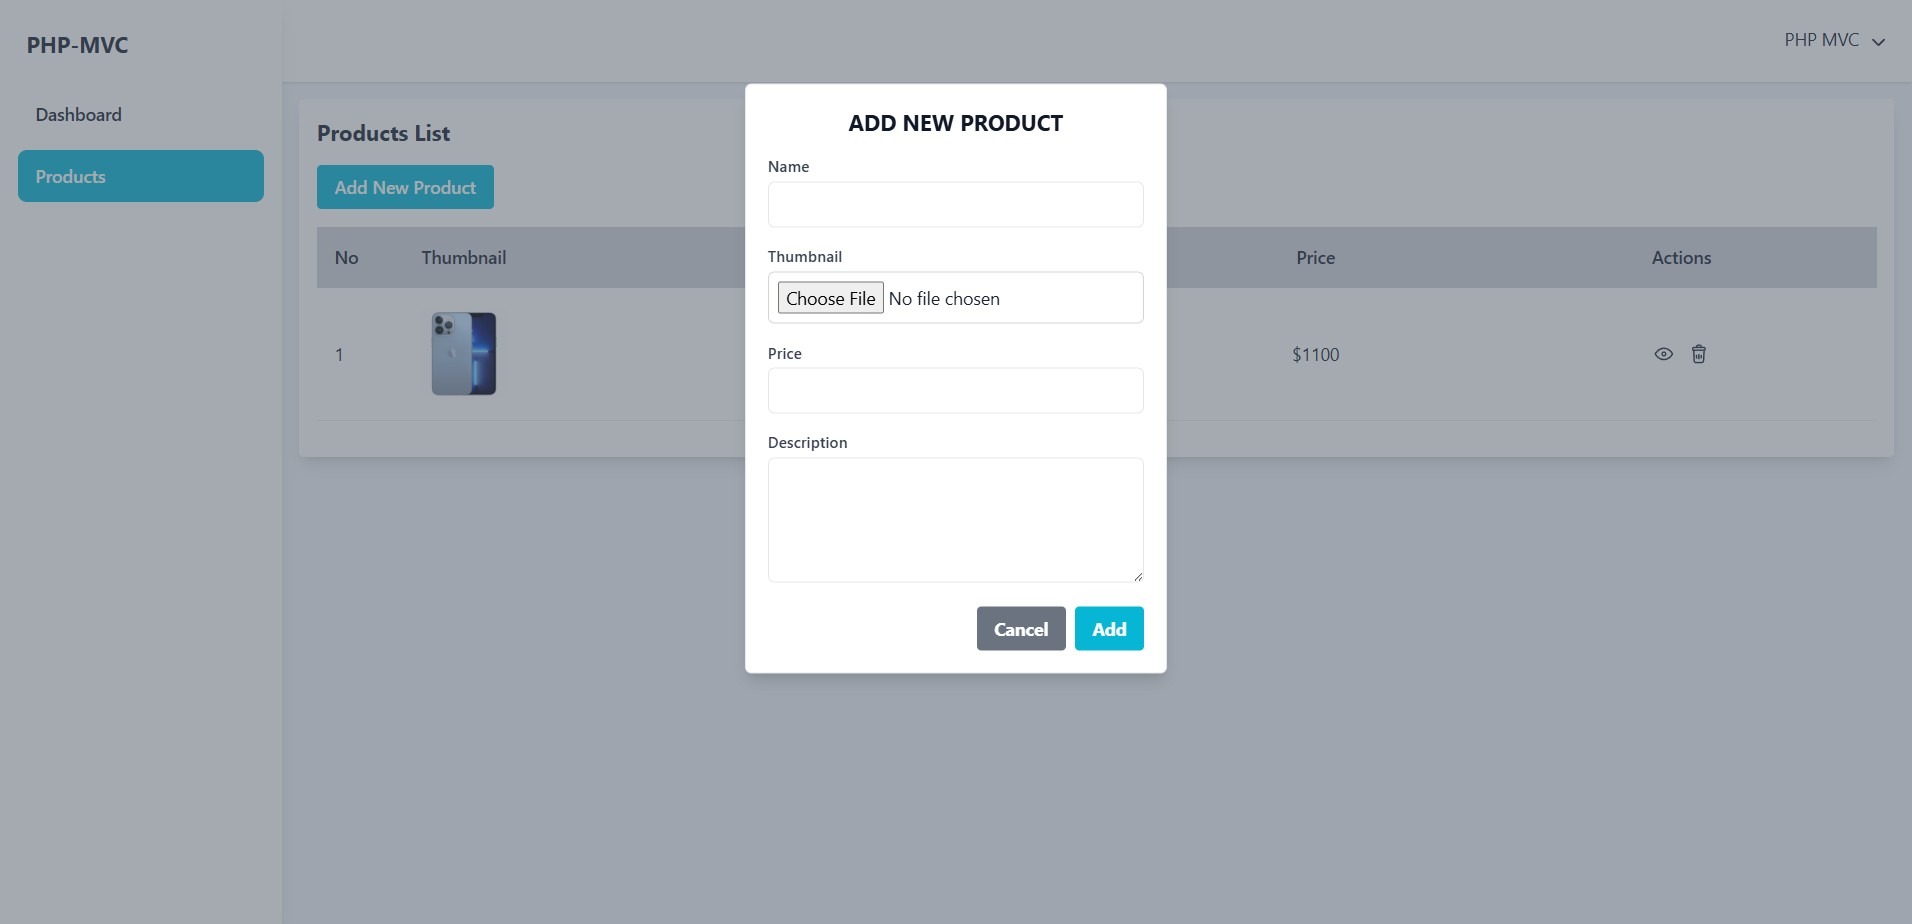 PHP-MVC
PHP MVC
Dashboard
Products
Products List
Add New Product
No Thumbnail Price Actions
1 $1100
ADD NEW PRODUCT
Name
Thumbnail
Choose File No file chosen
Price
Description
Cancel Add